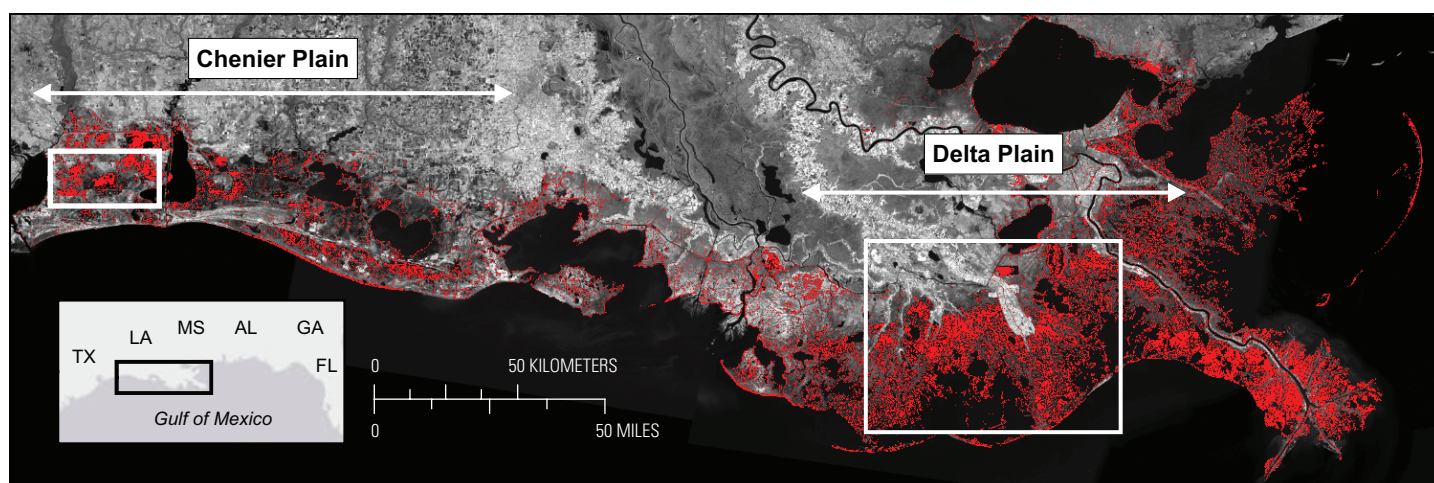 Chenier Plain
Delta Plain
TX
LA
MS
AL
GA
FL
Gulf of Mexico
0
50 KILOMETERS
0
50 MILES